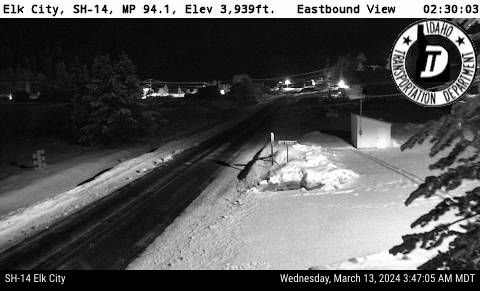 Elk City, SH-14, MP 94.1, Elev 3,939ft. Eastbound View 02:30:03
IDAHO
TRANSPORTATION DEPARTMENT
SH-14 Elk City Wednesday, March 13, 2024 3:47:05 AM MDT